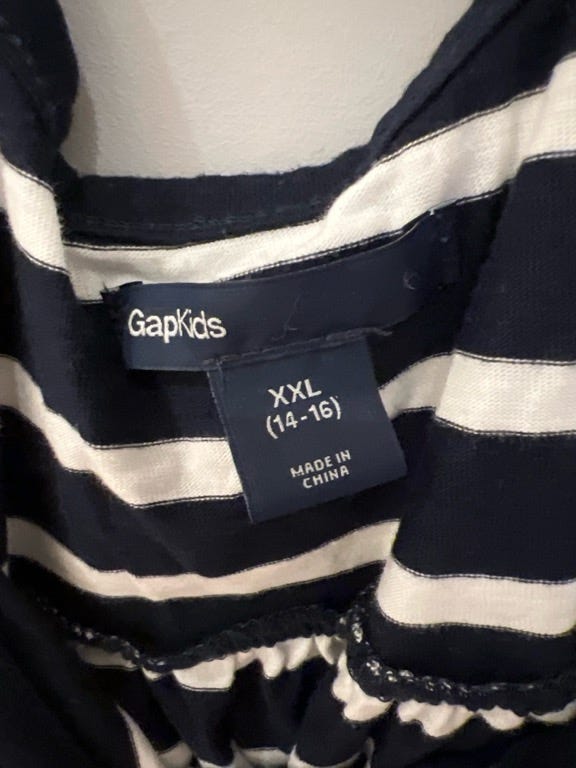 GapKids
XXL
(14-16)
MADE IN
CHINA